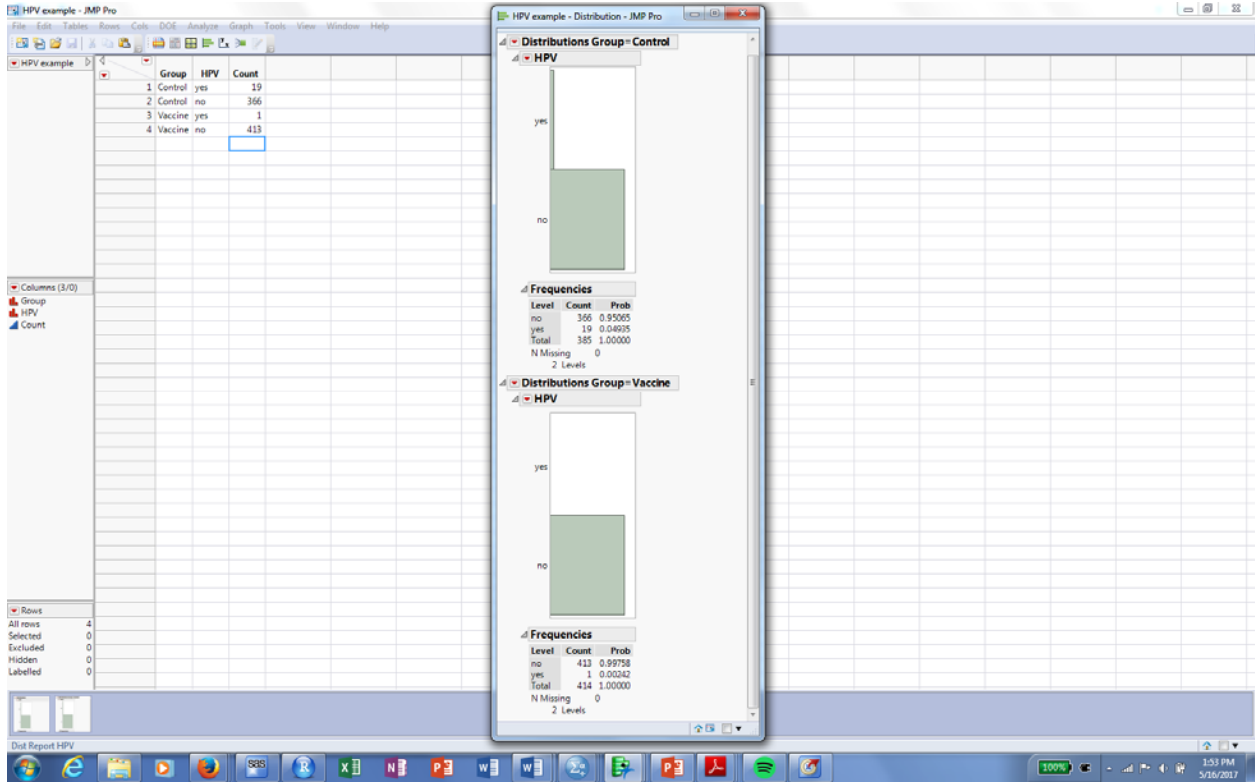 HPV example - JMP Pro
File Edit Tables Rows Cols DOE Analyze Graph Tools View Window Help
HPV example
Group HPV Count
1 Control yes 19
2 Control no 366
3 Vaccine yes 1
4 Vaccine no 413
Columns (3/0)
Group
HPV
Count
Rows
All rows 4
Selected 0
Excluded 0
Hidden 0
Labelled 0
Dist Report HPV
HPV example - Distribution - JMP Pro
Distributions Group=Control
HPV
yes
no
Frequencies
Level Count Prob
no 366 0.95065
yes 19 0.04935
Total 385 1.00000
N Missing 0
2 Levels
Distributions Group=Vaccine
HPV
yes
no
Frequencies
Level Count Prob
no 413 0.99758
yes 1 0.00242
Total 414 1.00000
N Missing 0
2 Levels
SAS
100%
1:53 PM
5/16/2017